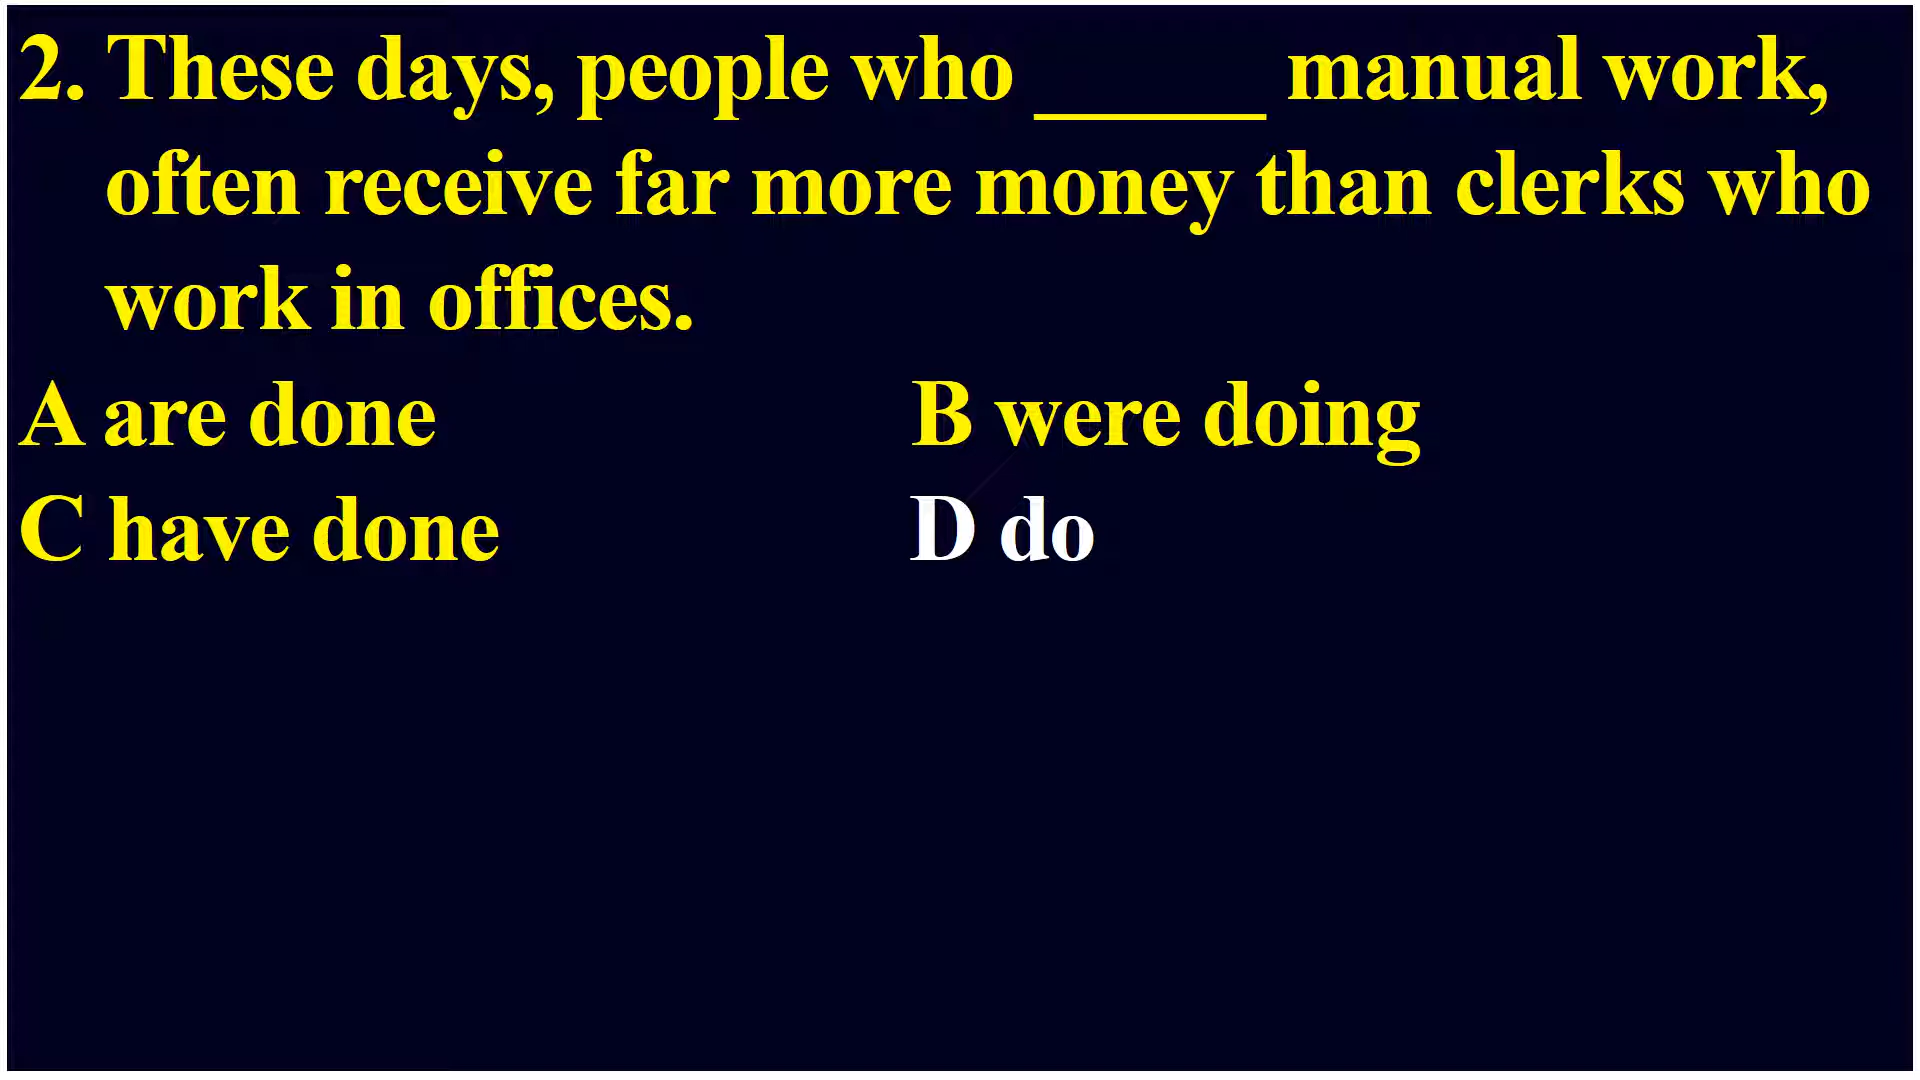 2. These days, people who ______ manual work,
often receive far more money than clerks who
work in offices.
A are done B were doing
C have done D do